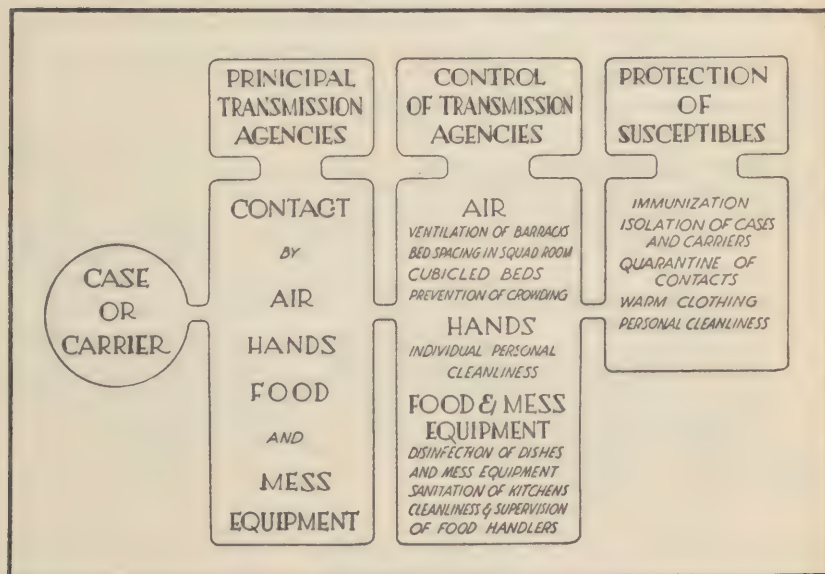 CASE
OR
CARRIER
PRINICIPAL
TRANSMISSION
AGENCIES
CONTACT
BY
AIR
HANDS
FOOD
AND
MESS
EQUIPMENT
CONTROL
OF TRANSMISSION
AGENCIES
AIR
VENTILATION OF BARRACKS
BED SPACING IN SQUAD ROOM
CUBICLED BEDS
PREVENTION OF CROWDING
HANDS
INDIVIDUAL PERSONAL
CLEANLINESS
FOOD & MESS
EQUIPMENT
DISINFECTION OF DISHES
AND MESS EQUIPMENT
SANITATION OF KITCHENS
CLEANLINESS & SUPERVISION
OF FOOD HANDLERS
PROTECTION
OF
SUSCEPTIBLES
IMMUNIZATION
ISOLATION OF CASES
AND CARRIERS
QUARANTINE OF
CONTACTS
WARM CLOTHING
PERSONAL CLEANLINESS